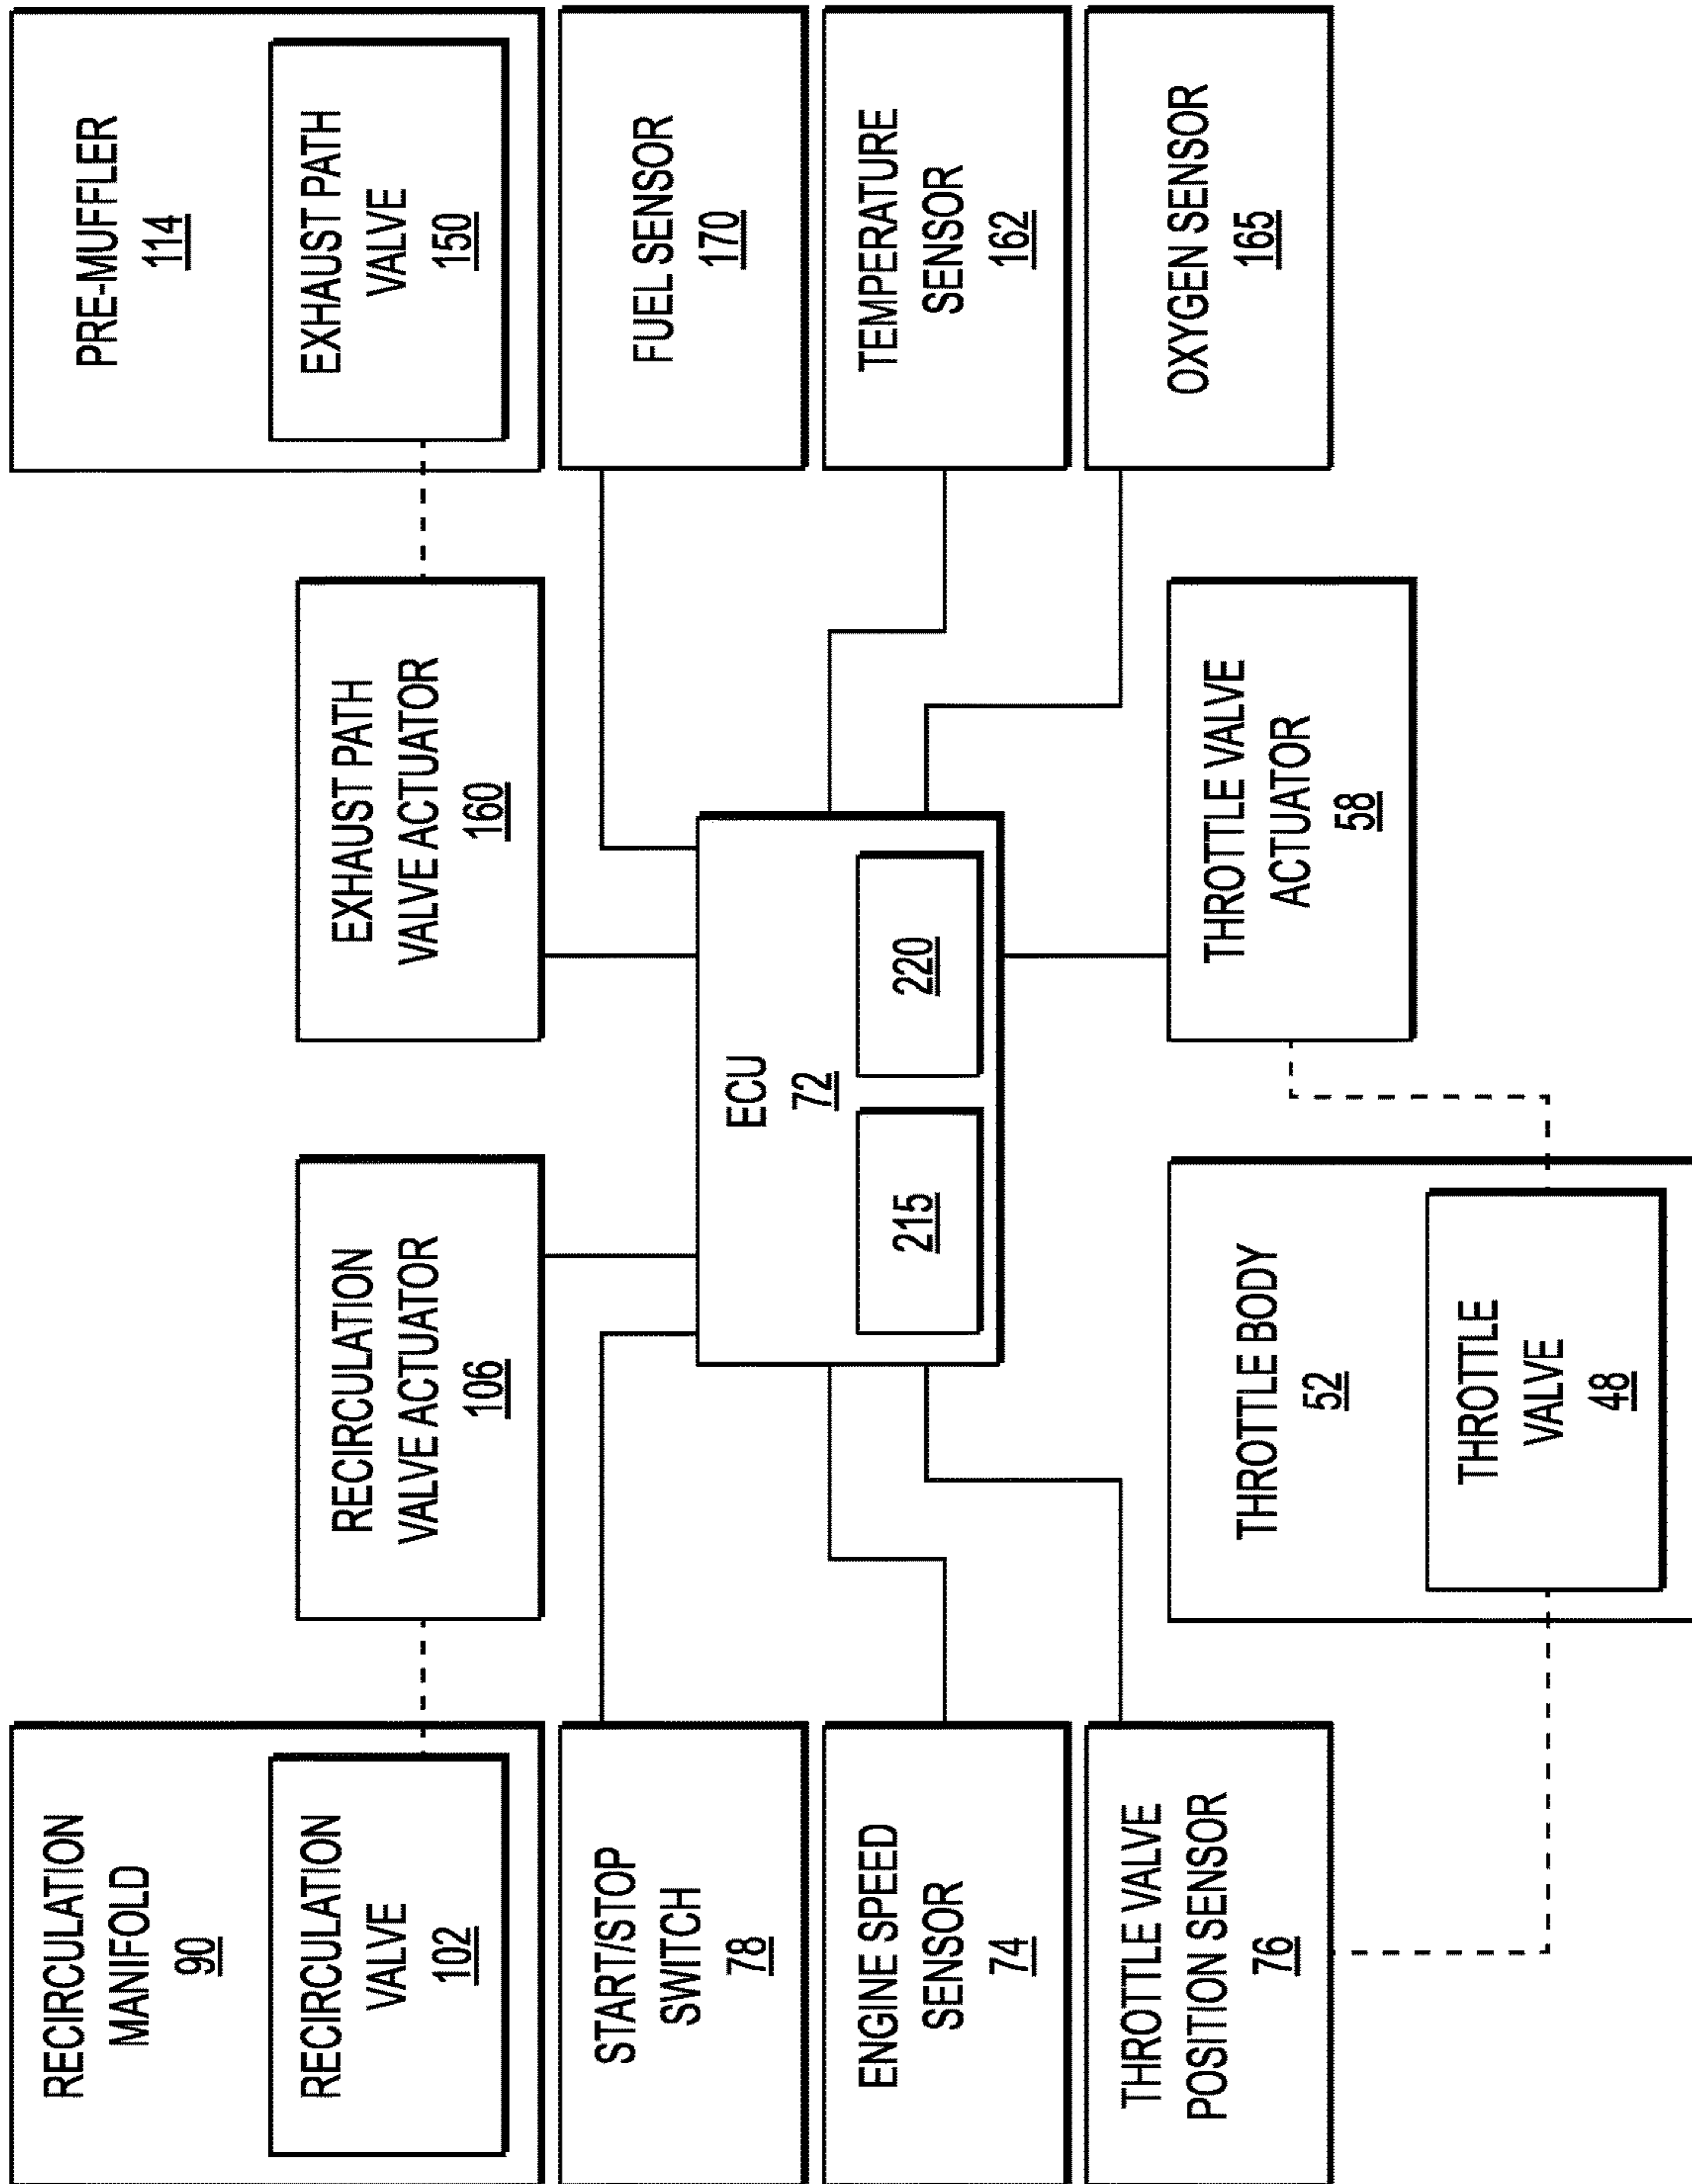 RECIRCULATION
MANIFOLD
90
RECIRCULATION
VALVE
102
RECIRCULATION
VALVE ACTUATOR
106
EXHAUST PATH
VALVE ACTUATOR
160
PRE-MUFFLER
114
EXHAUST PATH
VALVE
150
START/STOP
SWITCH
78
FUEL SENSOR
170
ECU
72
215
220
ENGINE SPEED
SENSOR
74
TEMPERATURE
SENSOR
162
THROTTLE VALVE
POSITION SENSOR
76
OXYGEN SENSOR
165
THROTTLE BODY
52
THROTTLE
VALVE
48
THROTTLE VALVE
ACTUATOR
58